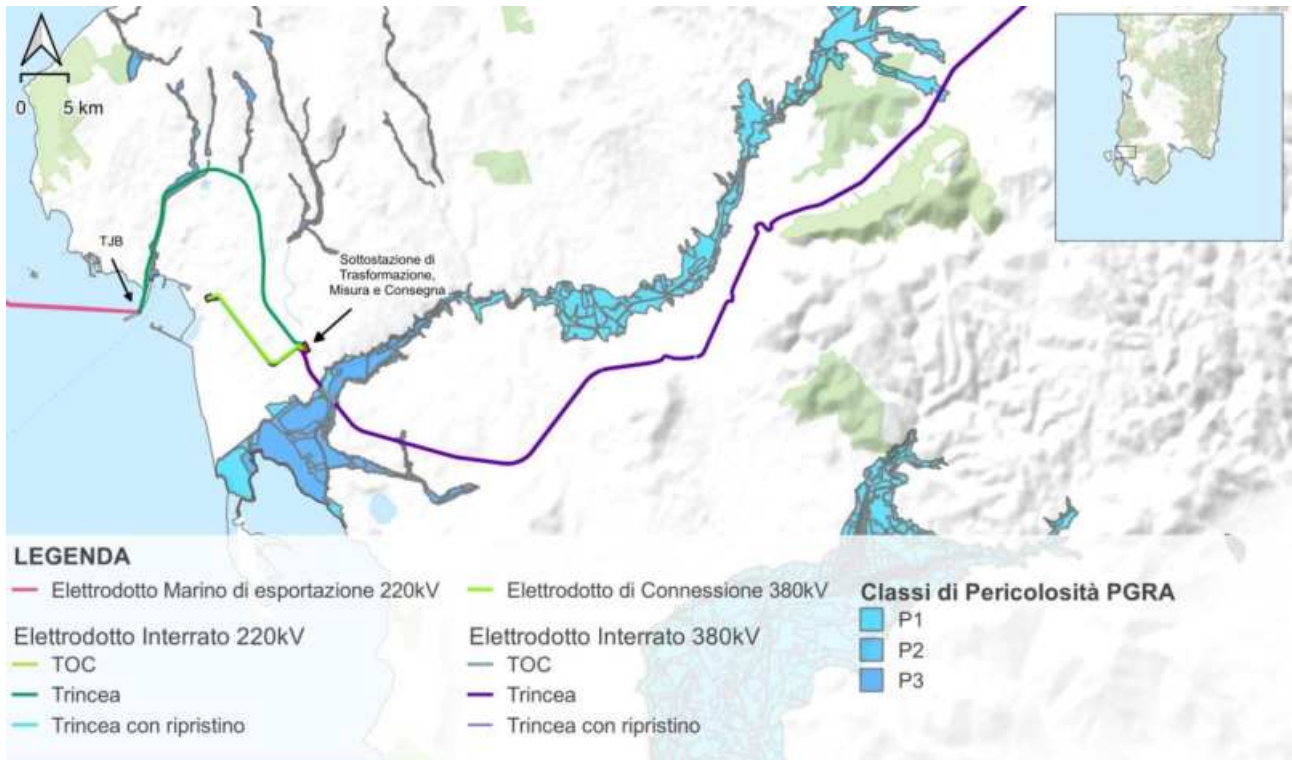 0 5 km
TJB
Sottostazione di
Trasformazione,
Misura e Consegna
LEGENDA
Elettrodotto Marino di esportazione 220kV
Elettrodotto Interrato 220kV
TOC
Trincea
Trincea con ripristino
Elettrodotto di Connessione 380kV
Elettrodotto Interrato 380kV
TOC
Trincea
Trincea con ripristino
Classi di Pericolosità PGRA
P1
P2
P3